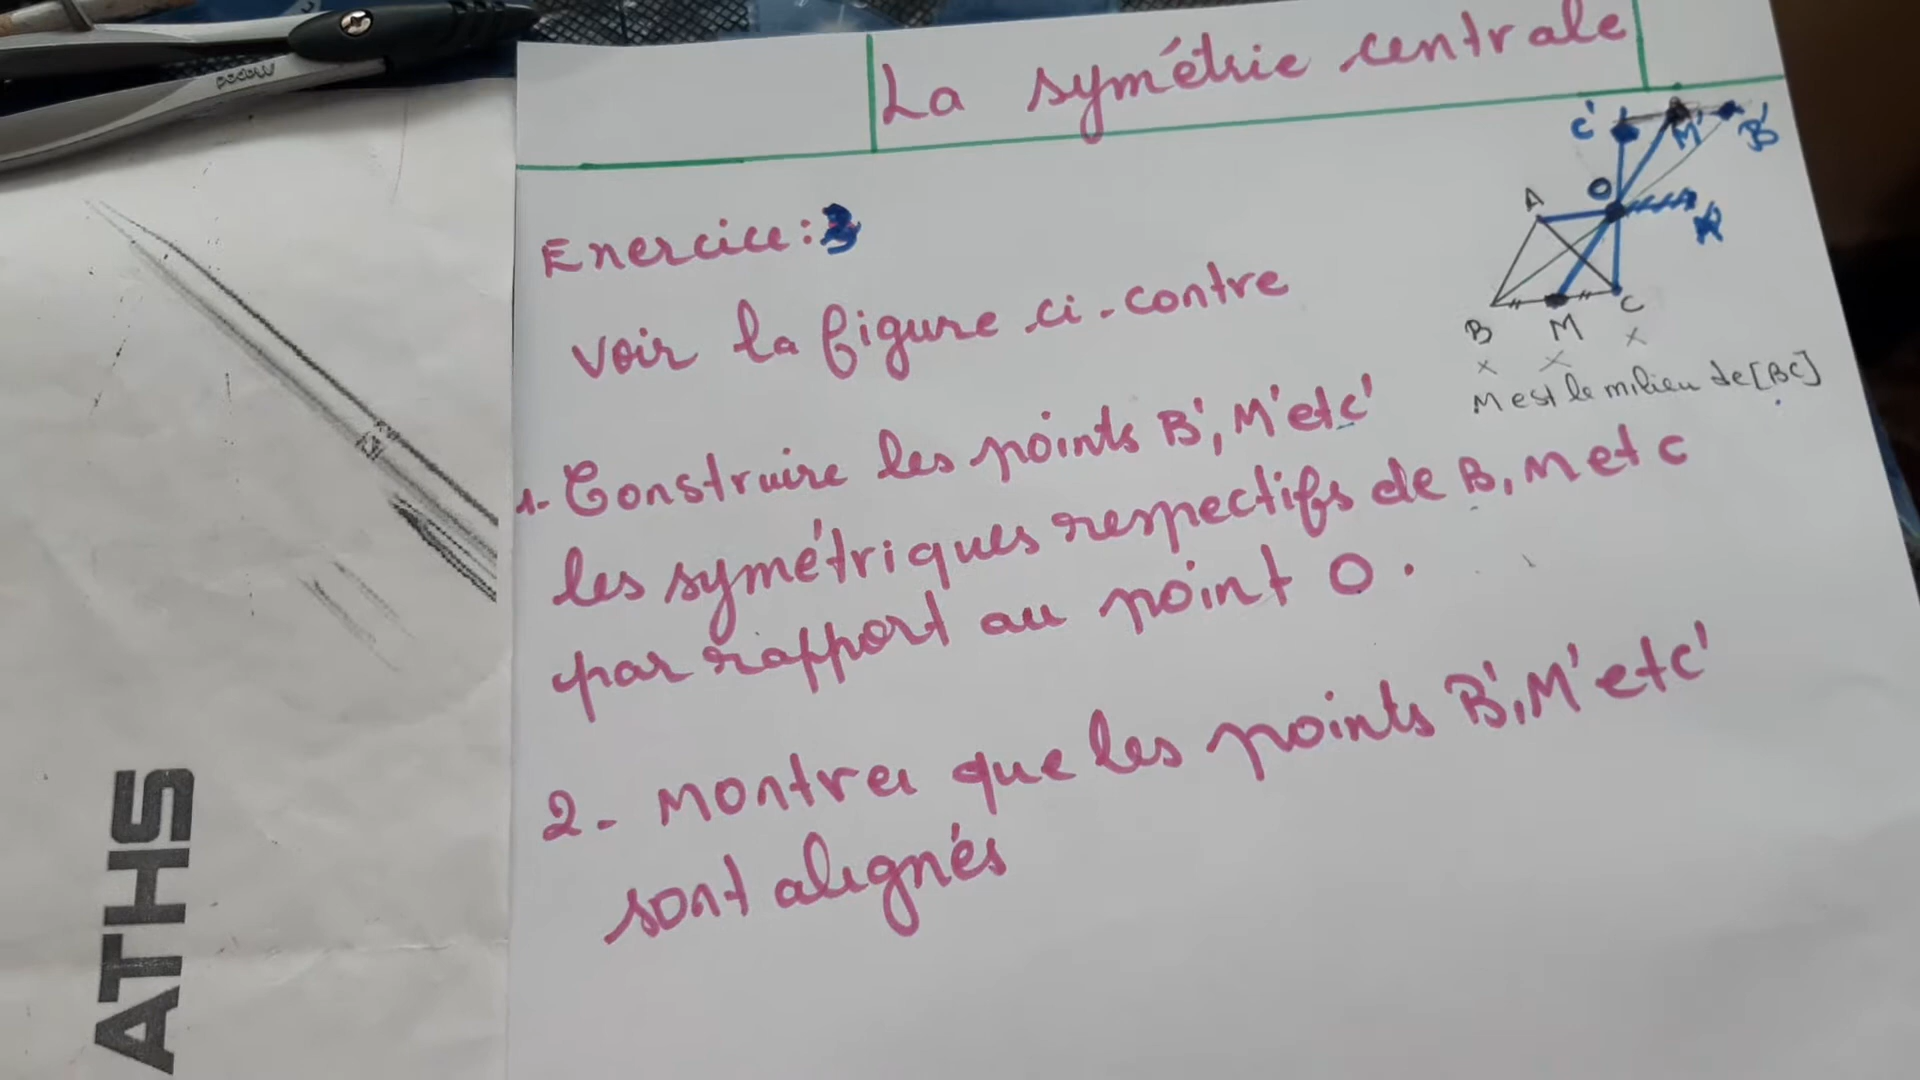 La symétrie centrale
Enercice: 3
voir la figure ci-contre
C' M' B'
O
A
B M C
M est le milieu de [BC]
1- Construire les points B', M' et C'
les symétriques respectifs de B, M et C
par rapport au point O.
2- Montrer que les points B', M' et C'
sont alignés
ATHS